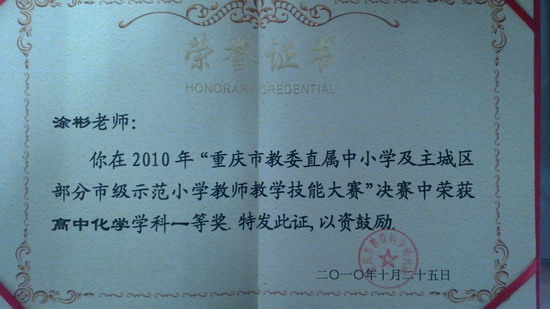 荣誉证书
HONORARY CREDENTIAL
涂彬老师:
你在2010年“重庆市教委直属中小学及主城区
部分市级示范小学教师教学技能大赛”决赛中荣获
高中化学学科一等奖.特发此证,以资鼓励.
二〇一〇年十月二十五日